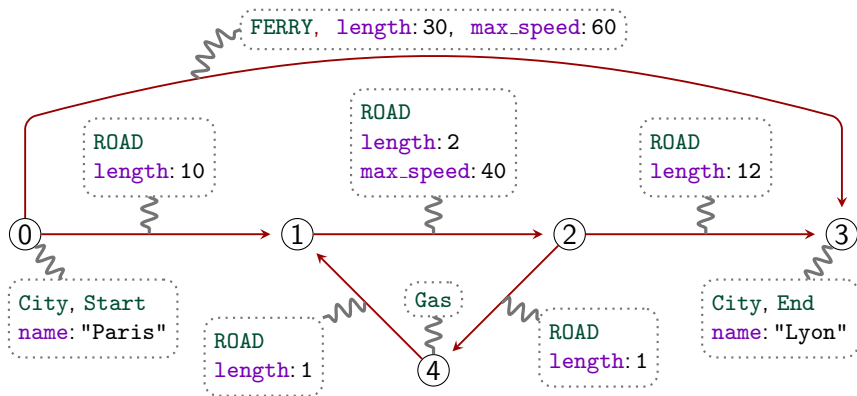 FERRY, length: 30, max_speed: 60
ROAD
length: 10
ROAD
length: 2
max_speed: 40
ROAD
length: 12
0
1
2
3
City, Start
name: "Paris"
ROAD
length: 1
Gas
4
ROAD
length: 1
City, End
name: "Lyon"